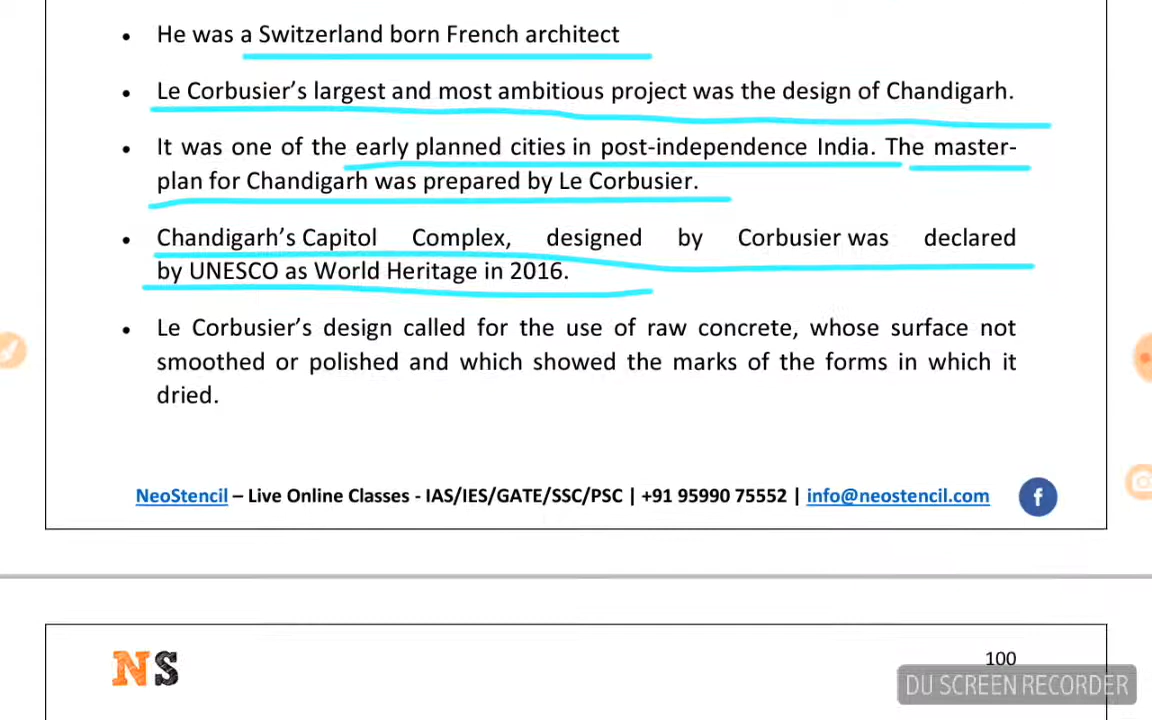 • He was a Switzerland born French architect
• Le Corbusier’s largest and most ambitious project was the design of Chandigarh.
• It was one of the early planned cities in post-independence India. The master-
plan for Chandigarh was prepared by Le Corbusier.
• Chandigarh’s Capitol Complex, designed by Corbusier was declared
by UNESCO as World Heritage in 2016.
• Le Corbusier’s design called for the use of raw concrete, whose surface not
smoothed or polished and which showed the marks of the forms in which it
dried.
NeoStencil – Live Online Classes - IAS/IES/GATE/SSC/PSC | +91 95990 75552 | info@neostencil.com f
NS
100
DU SCREEN RECORDER